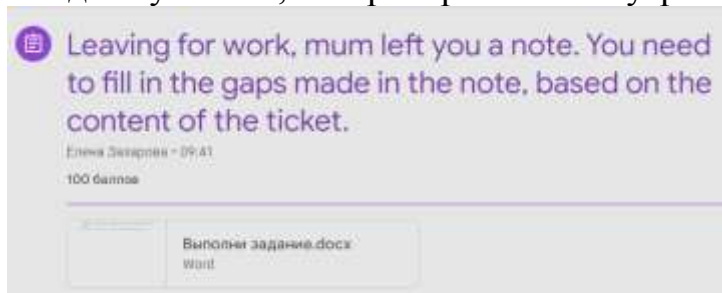 Leaving for work, mum left you a note. You need
to fill in the gaps made in the note, based on the
content of the ticket.
Елена Захарова • 09:41
100 баллов
Выполни задание.docx
Word